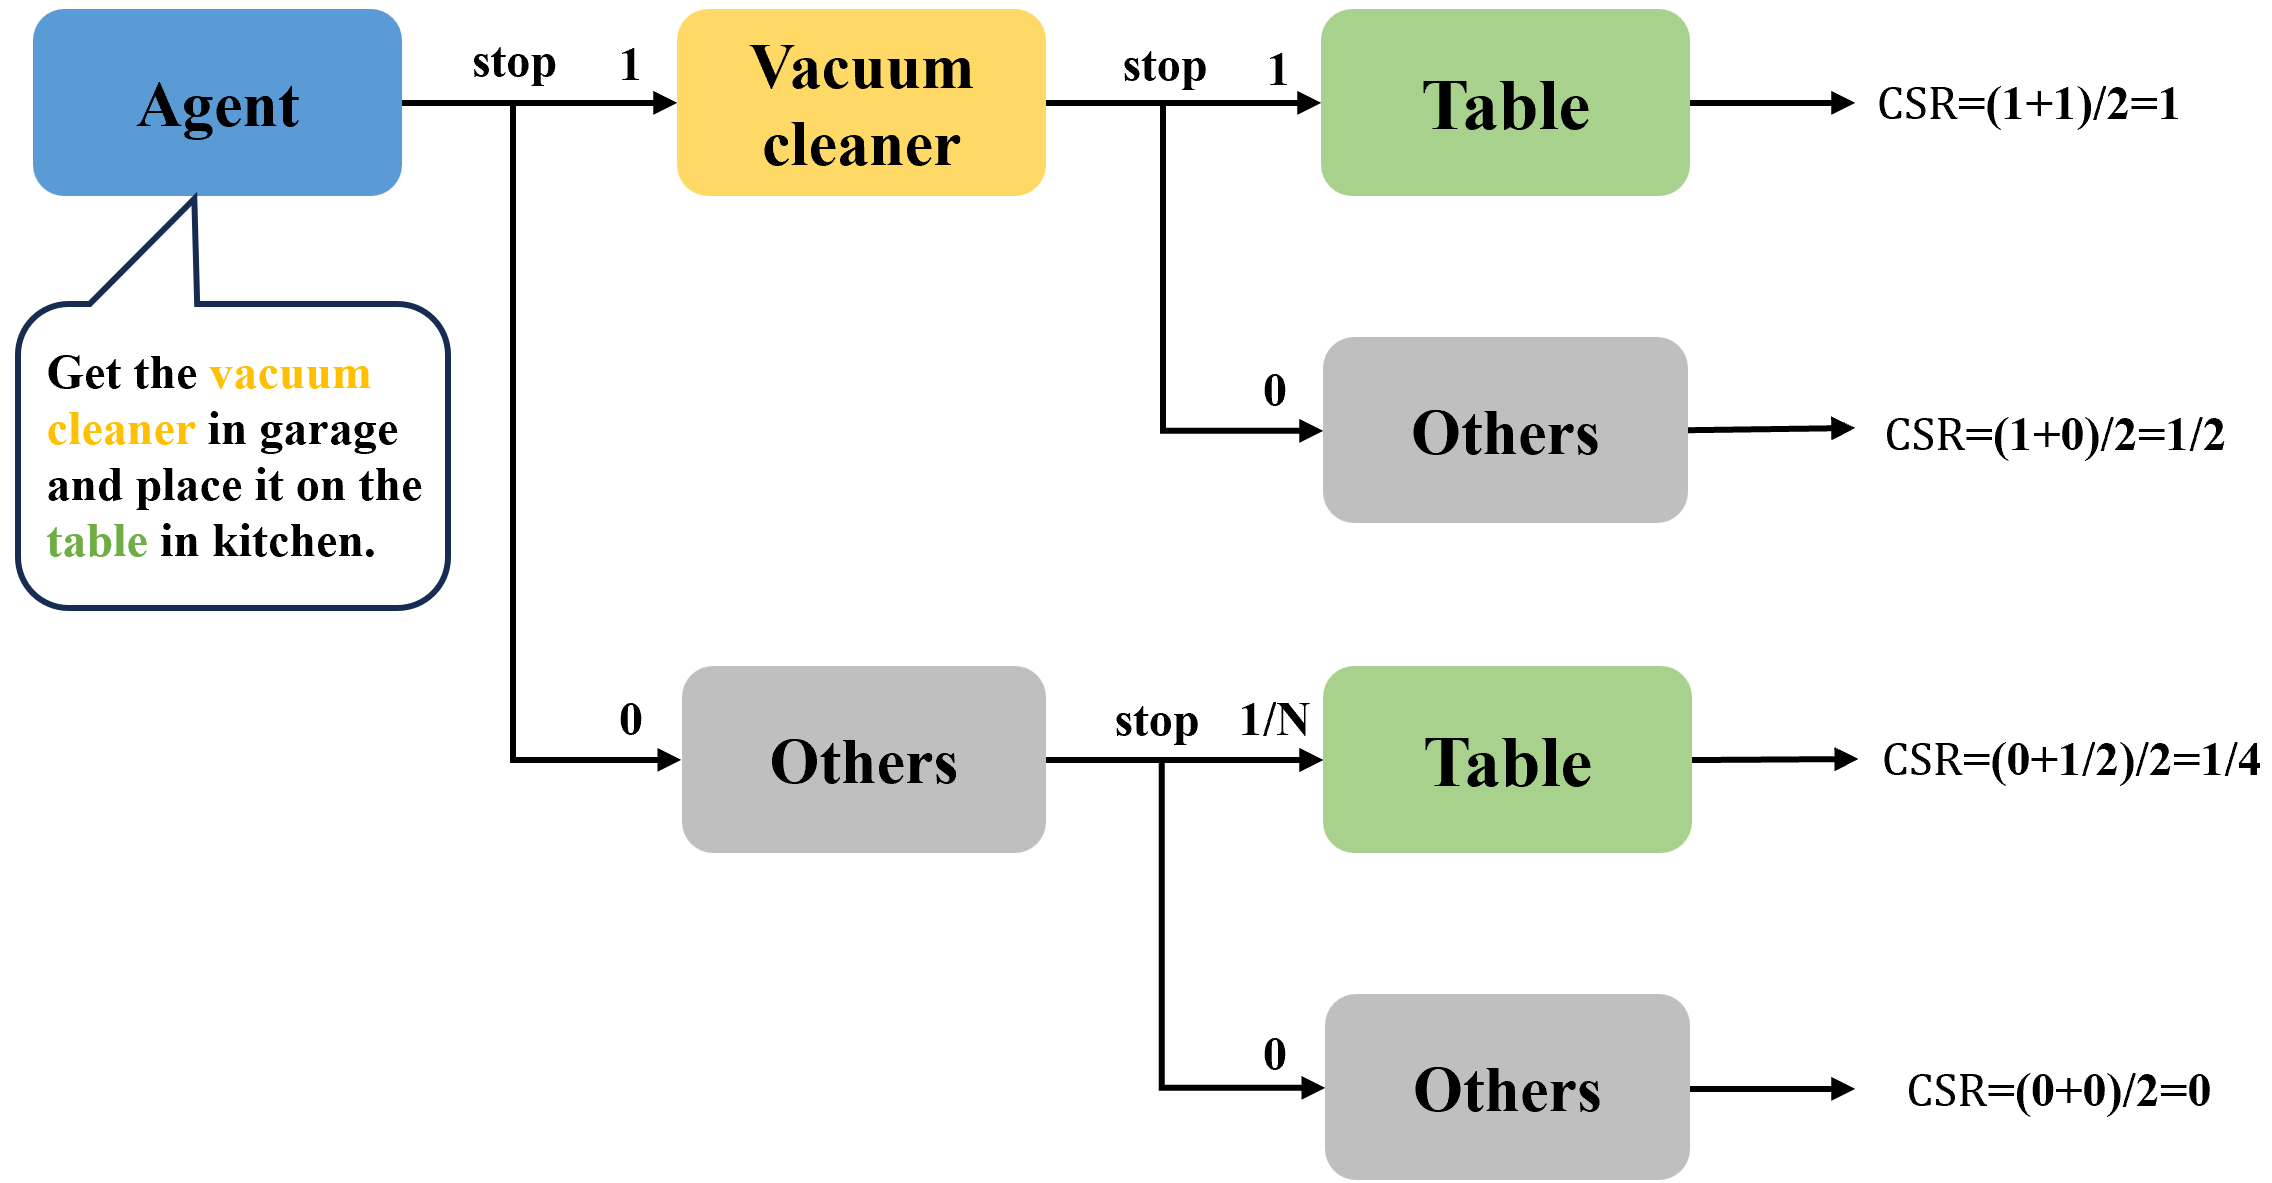 Agent
stop 1
Vacuum
cleaner
stop 1
Table
CSR=(1+1)/2=1
Get the vacuum
cleaner in garage
and place it on the
table in kitchen.
0
Others
CSR=(1+0)/2=1/2
0
Others
stop 1/N
Table
CSR=(0+1/2)/2=1/4
0
Others
CSR=(0+0)/2=0